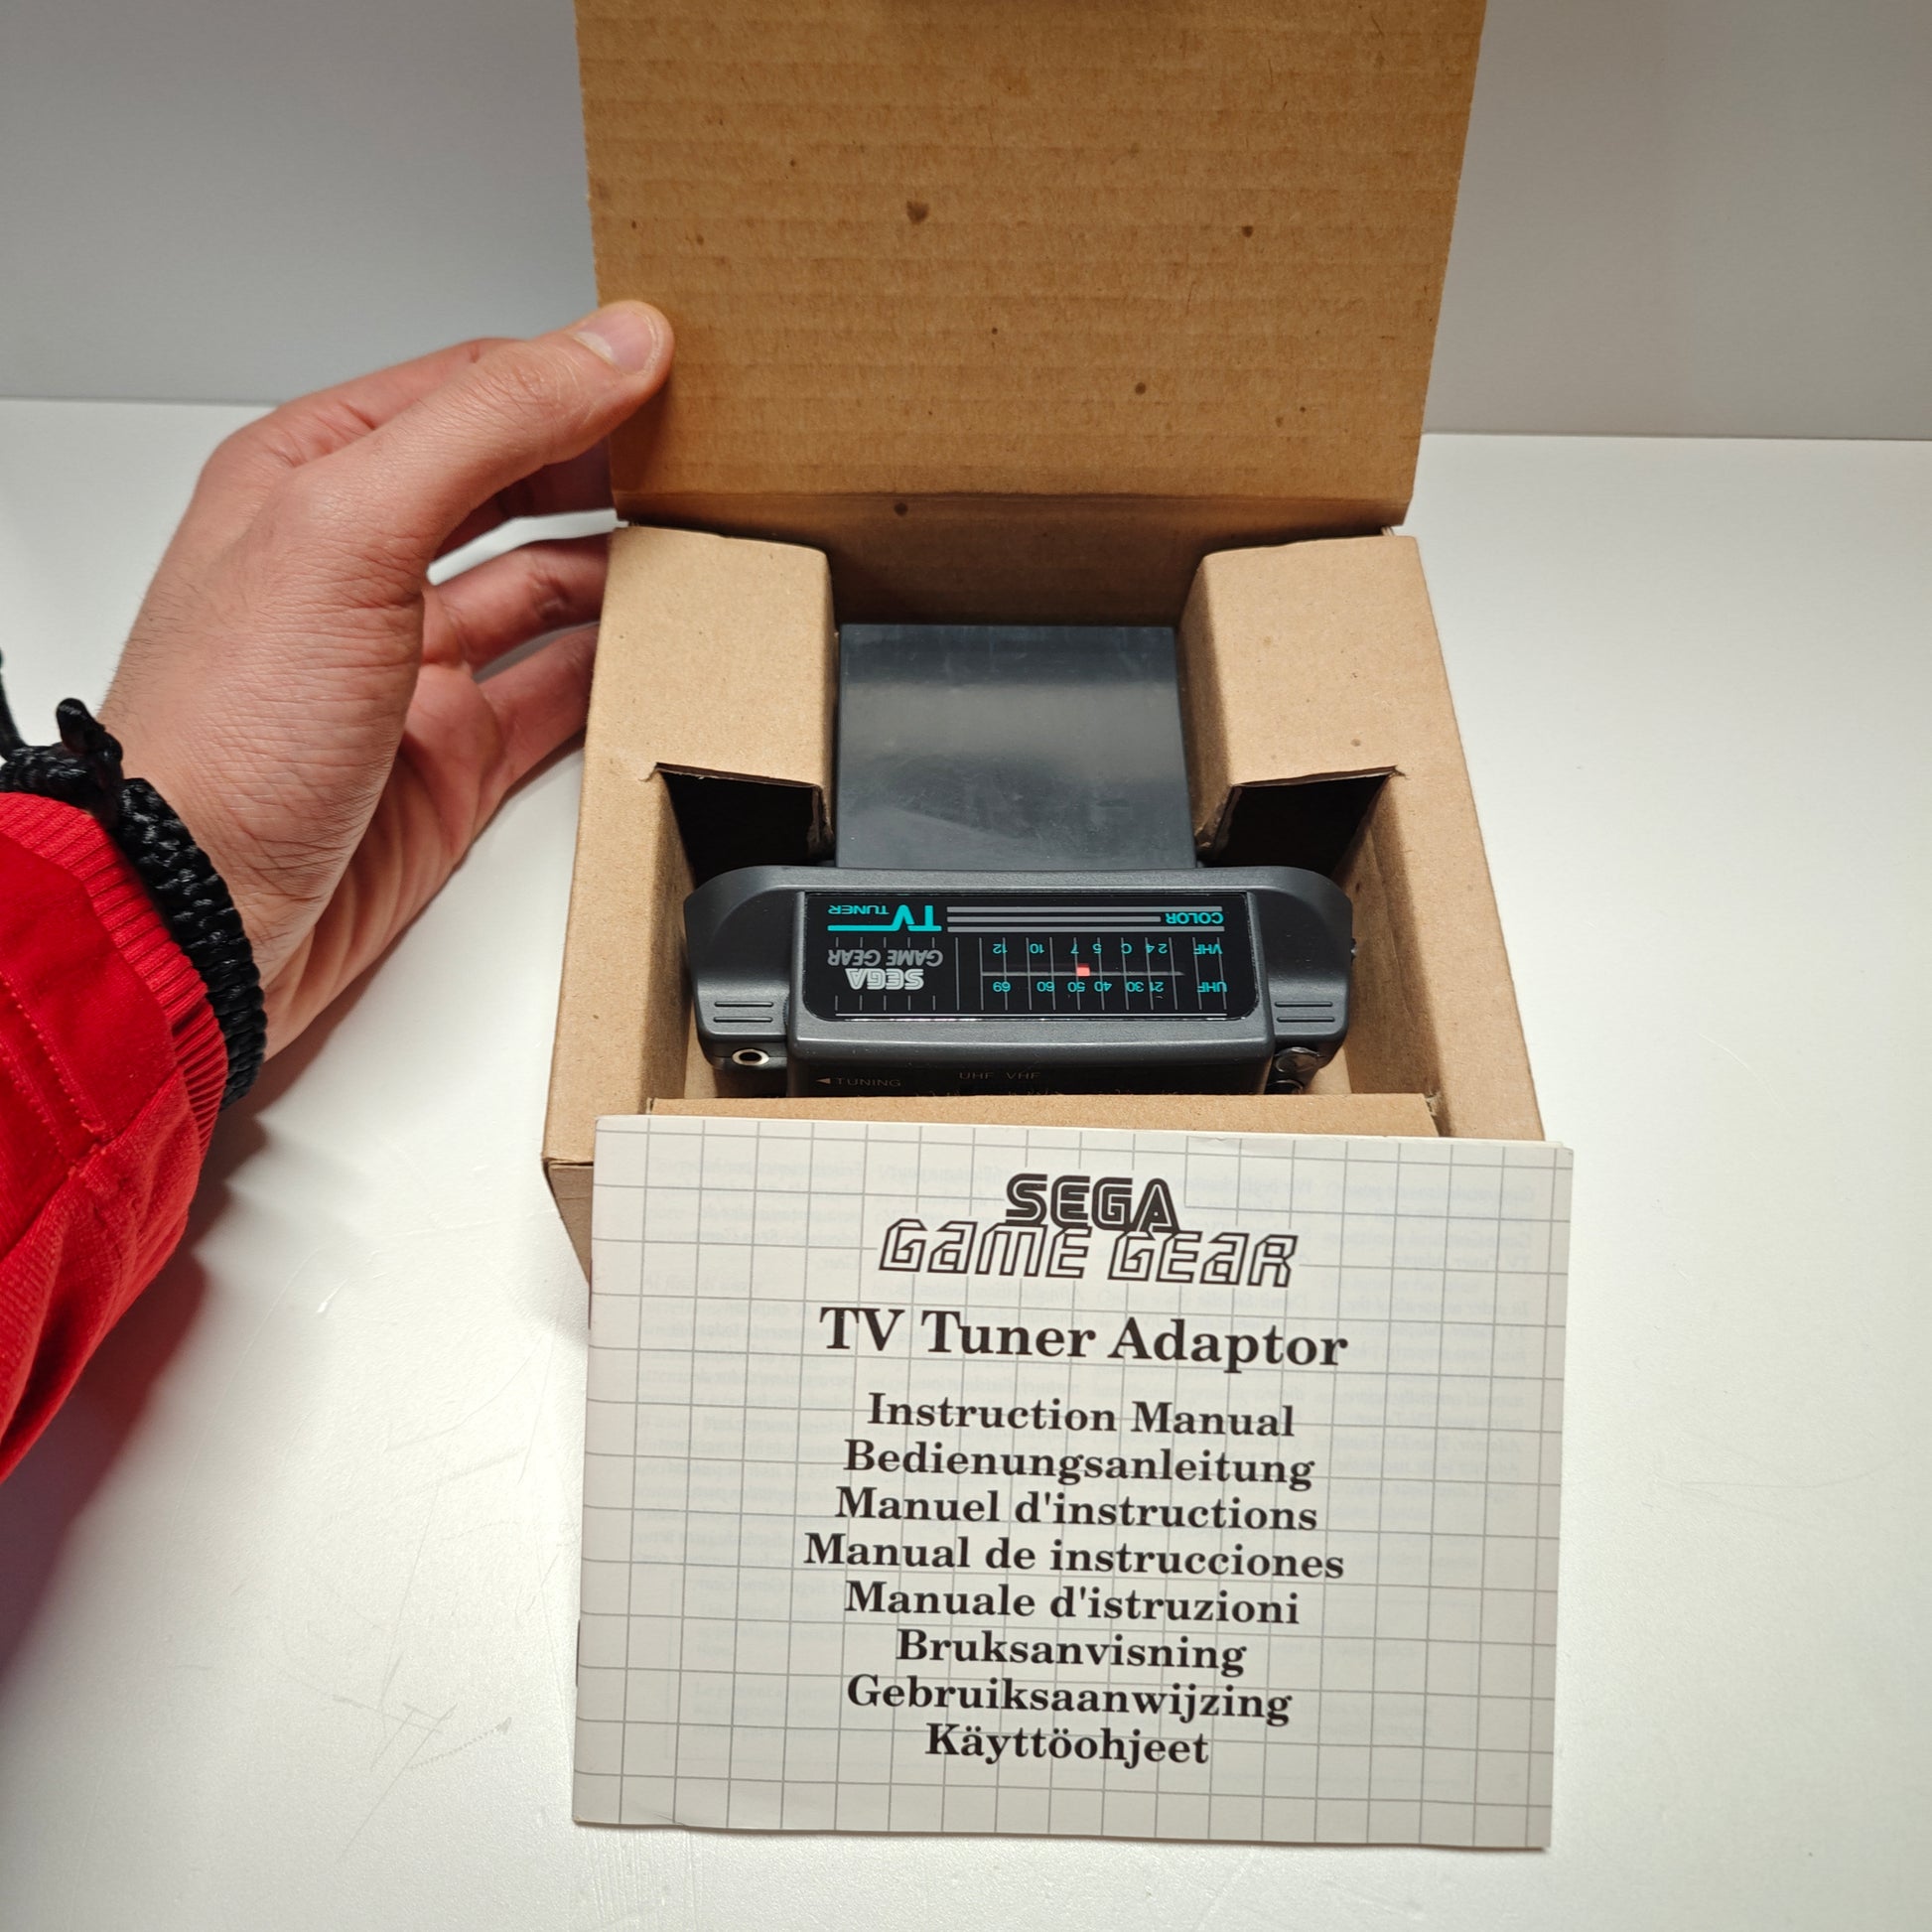 TV TUNER
COLOR
SEGA
GAME GEAR
VHF 2 4 C 5 7 10 12
UHF 21 30 40 50 60 69
◄TUNING
UHF VHF
SEGA
GAME GEAR
TV Tuner Adaptor
Instruction Manual
Bedienungsanleitung
Manuel d'instructions
Manual de instrucciones
Manuale d'istruzioni
Bruksanvisning
Gebruiksaanwijzing
Käyttöohjeet